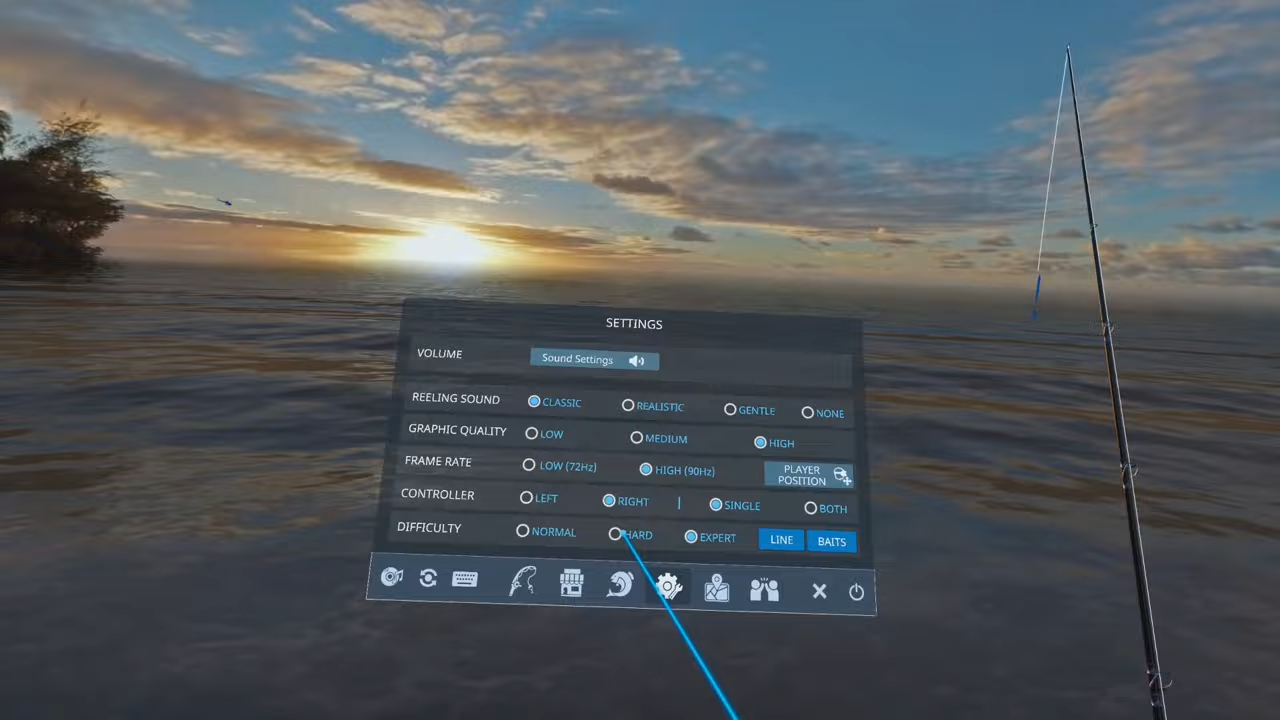 SETTINGS
VOLUME Sound Settings
REELING SOUND CLASSIC REALISTIC GENTLE NONE
GRAPHIC QUALITY LOW MEDIUM HIGH
FRAME RATE LOW (72Hz) HIGH (90Hz) PLAYER POSITION
CONTROLLER LEFT RIGHT | SINGLE BOTH
DIFFICULTY NORMAL HARD EXPERT LINE BAITS